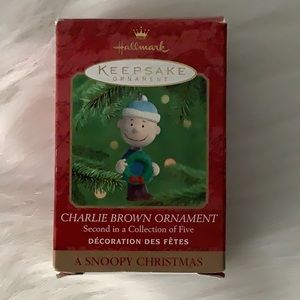 Hallmark
KEEPSAKE
ORNAMENT
CHARLIE BROWN ORNAMENT
Second in a Collection of Five
DÉCORATION DES FÊTES
A SNOOPY CHRISTMAS